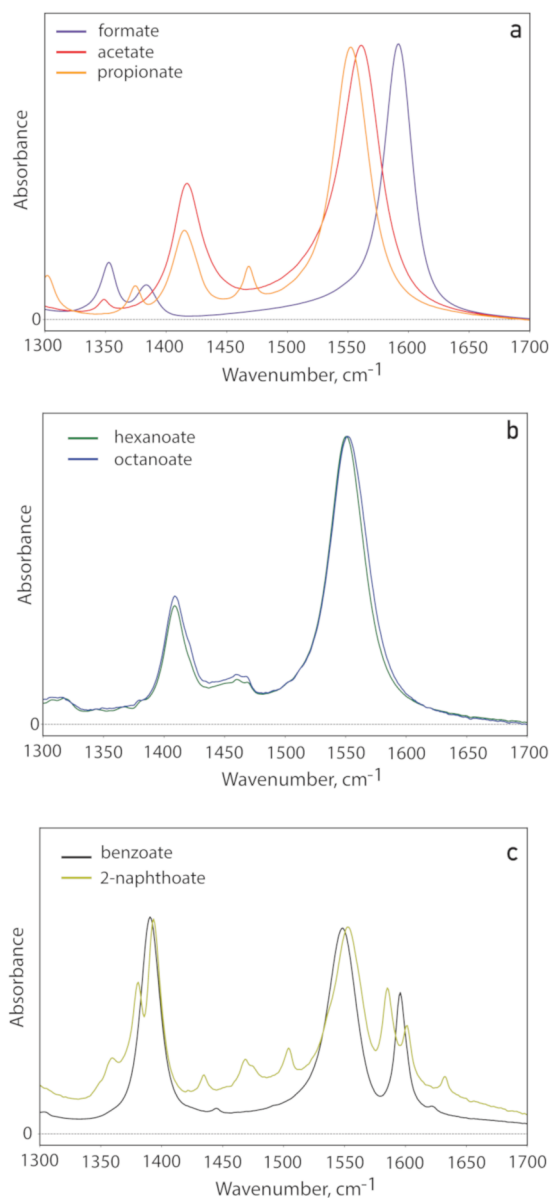 formate
a
acetate
propionate
Absorbance
0
1300 1350 1400 1450 1500 1550 1600 1650 1700
Wavenumber, cm-1
hexanoate
b
octanoate
Absorbance
0
1300 1350 1400 1450 1500 1550 1600 1650 1700
Wavenumber, cm-1
benzoate
c
2-naphthoate
Absorbance
0
1300 1350 1400 1450 1500 1550 1600 1650 1700
Wavenumber, cm-1